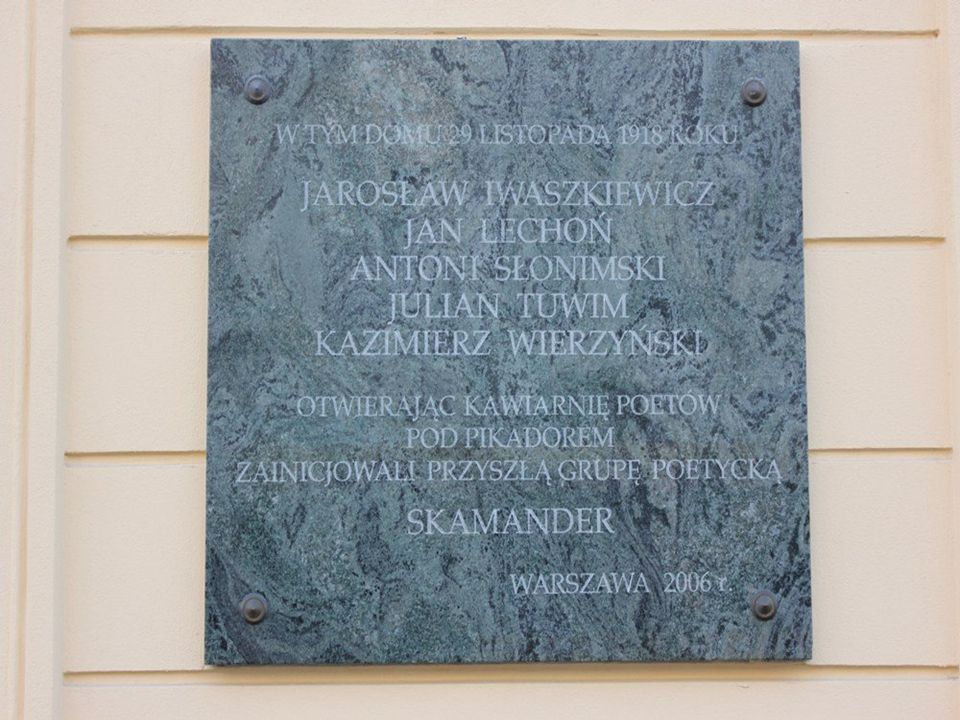 W TYM DOMU 29 LISTOPADA 1918 ROKU
JAROSŁAW IWASZKIEWICZ
JAN LECHOŃ
ANTONI SŁONIMSKI
JULIAN TUWIM
KAZIMIERZ WIERZYŃSKI
OTWIERAJĄC KAWIARNIĘ POETÓW
POD PIKADOREM
ZAINICJOWALI PRZYSZŁĄ GRUPĘ POETYCKĄ
SKAMANDER
WARSZAWA 2006 r.